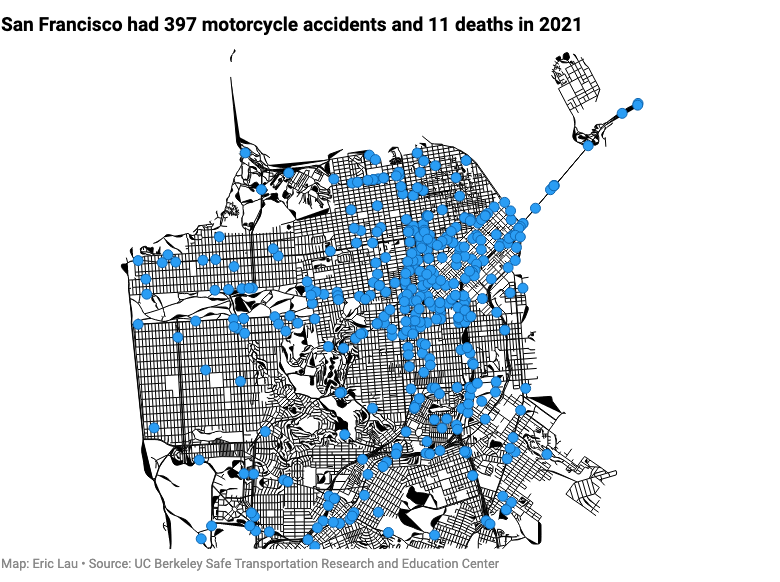 San Francisco had 397 motorcycle accidents and 11 deaths in 2021
Map: Eric Lau • Source: UC Berkeley Safe Transportation Research and Education Center